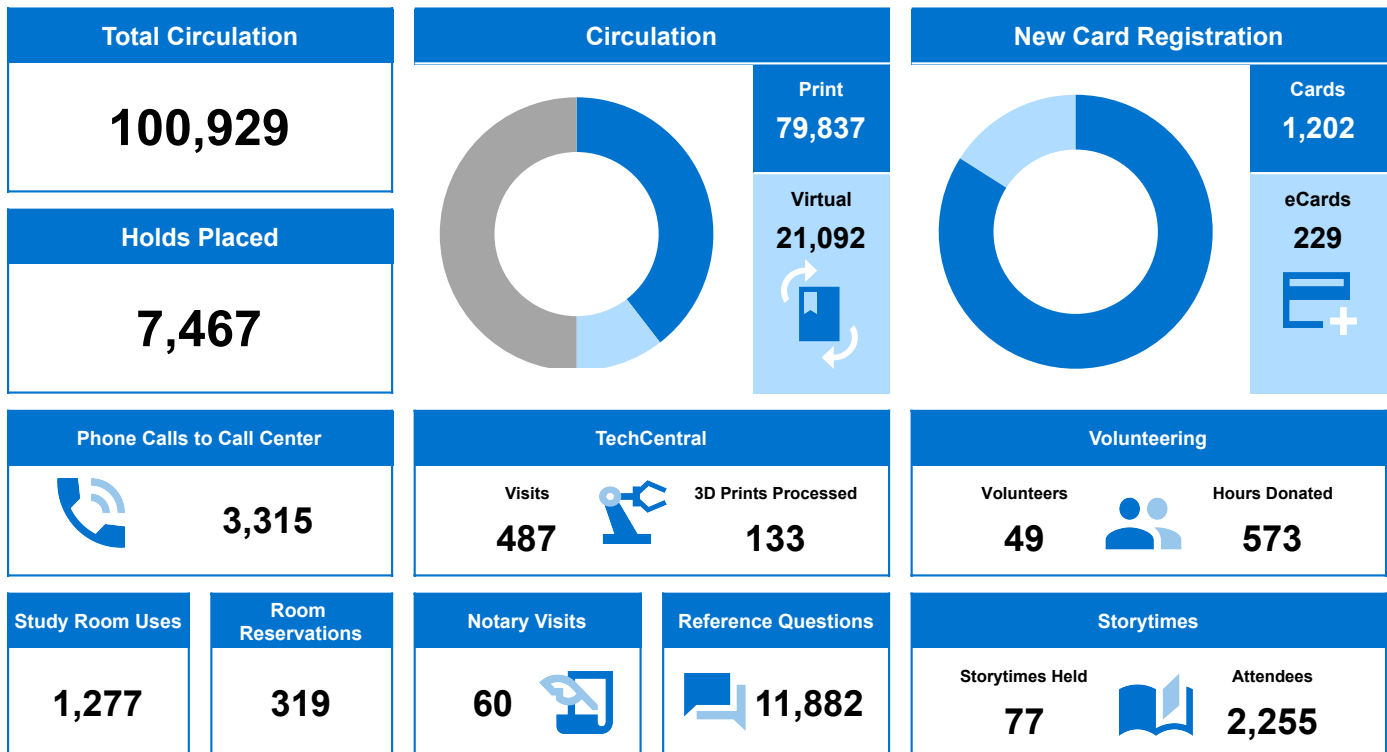 Total Circulation
100,929
Holds Placed
7,467
Circulation
Print
79,837
Virtual
21,092
New Card Registration
Cards
1,202
eCards
229
Phone Calls to Call Center
3,315
TechCentral
Visits
487
3D Prints Processed
133
Volunteering
Volunteers
49
Hours Donated
573
Study Room Uses
1,277
Room
Reservations
319
Notary Visits
60
Reference Questions
11,882
Storytimes
Storytimes Held
77
Attendees
2,255